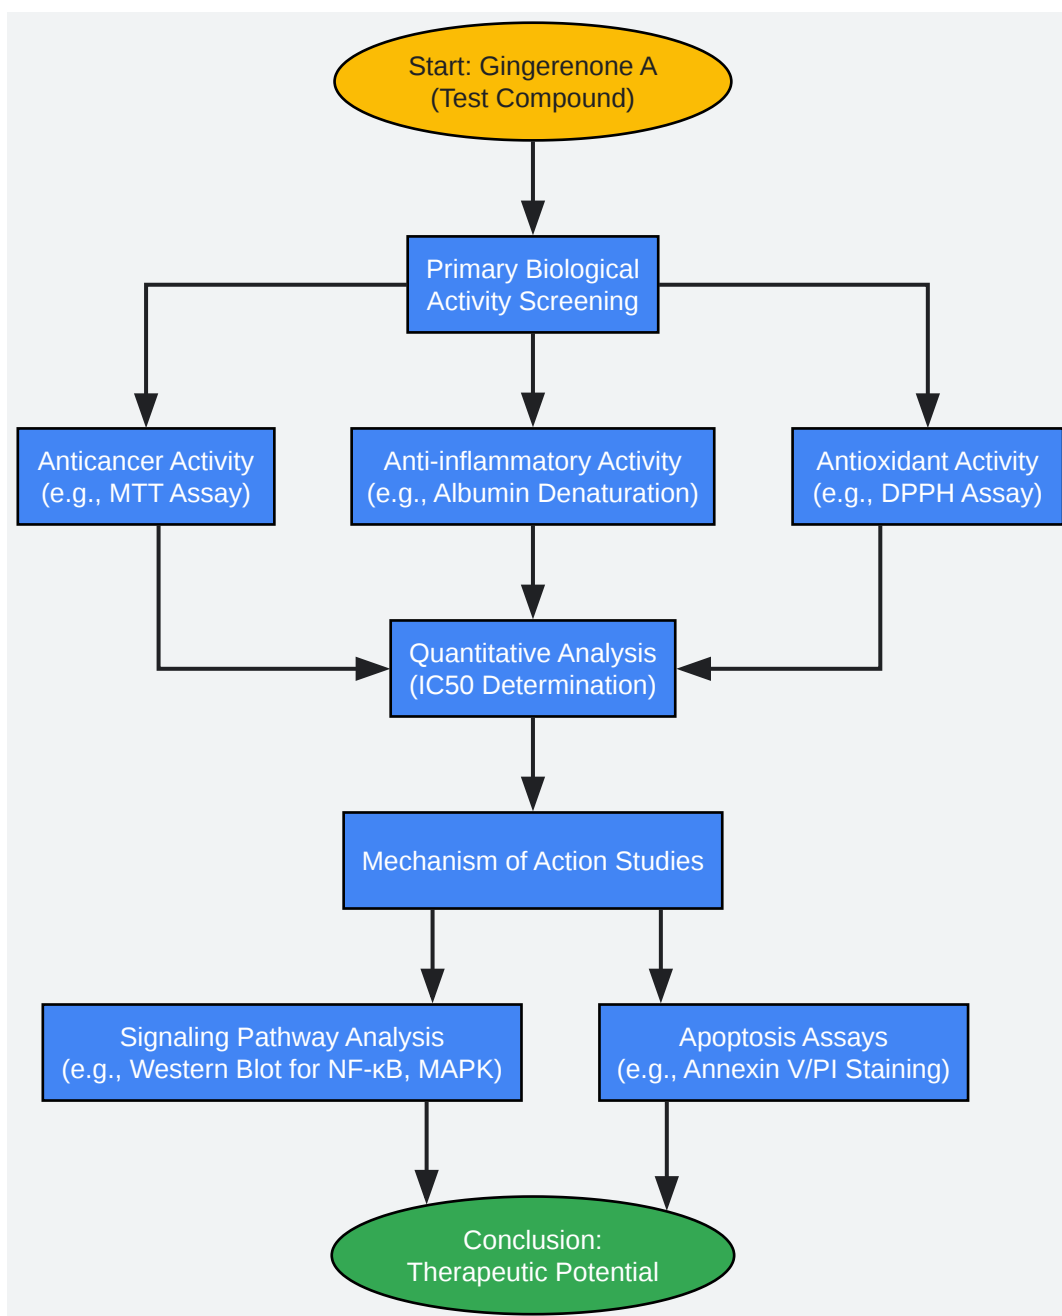 Start: Gingerenone A
(Test Compound)
Primary Biological
Activity Screening
Anticancer Activity
(e.g., MTT Assay)
Anti-inflammatory Activity
(e.g., Albumin Denaturation)
Antioxidant Activity
(e.g., DPPH Assay)
Quantitative Analysis
(IC50 Determination)
Mechanism of Action Studies
Signaling Pathway Analysis
(e.g., Western Blot for NF-κB, MAPK)
Apoptosis Assays
(e.g., Annexin V/PI Staining)
Conclusion:
Therapeutic Potential